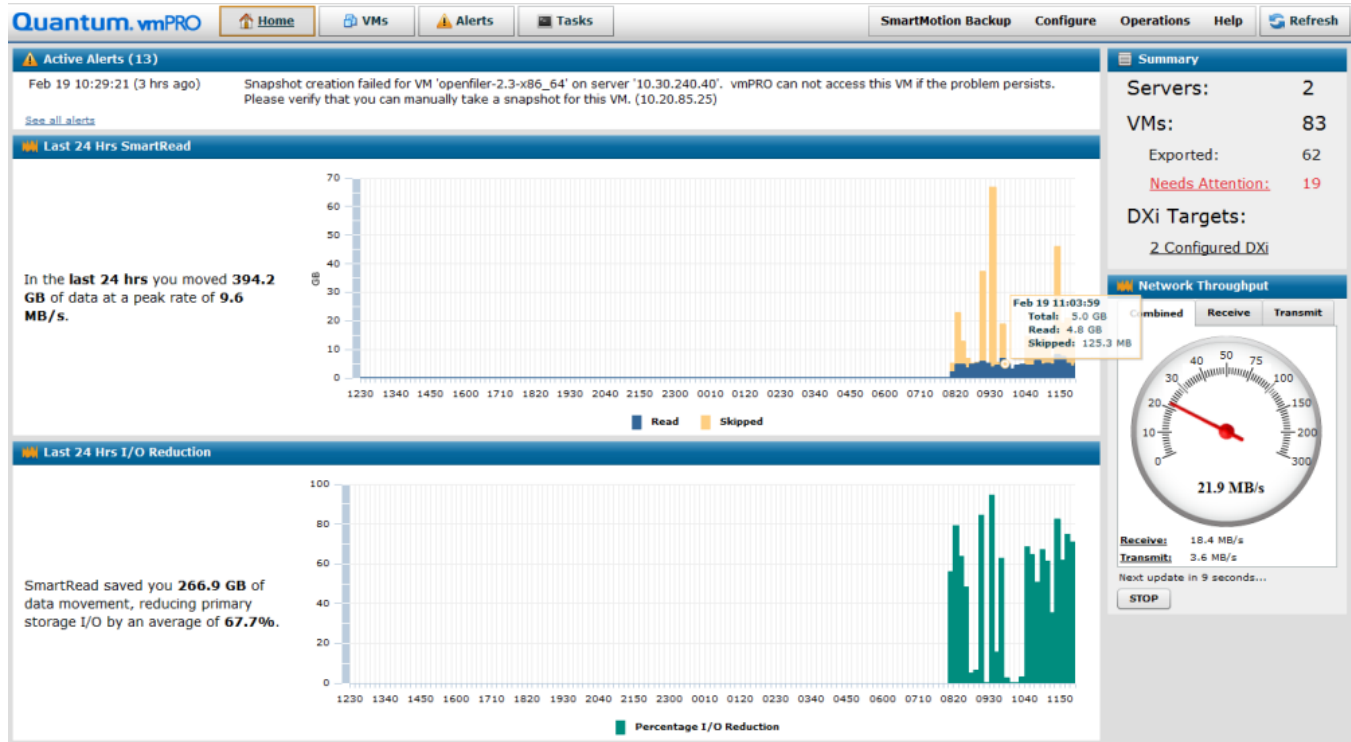 Quantum. vmPRO
Home
VMs
Alerts
Tasks
SmartMotion Backup
Configure
Operations
Help
Refresh
Active Alerts (13)
Feb 19 10:29:21 (3 hrs ago)
Snapshot creation failed for VM 'openfiler-2.3-x86_64' on server '10.30.240.40'. vmPRO can not access this VM if the problem persists.
Please verify that you can manually take a snapshot for this VM. (10.20.85.25)
See all alerts
Last 24 Hrs SmartRead
In the last 24 hrs you moved 394.2
GB of data at a peak rate of 9.6
MB/s.
GB
70
60
50
40
30
20
10
0
1230 1340 1450 1600 1710 1820 1930 2040 2150 2300 0010 0120 0230 0340 0450 0600 0710 0820 0930 1040 1150
Feb 19 11:03:59
Total: 5.0 GB
Read: 4.8 GB
Skipped: 125.3 MB
Read
Skipped
Last 24 Hrs I/O Reduction
SmartRead saved you 266.9 GB of
data movement, reducing primary
storage I/O by an average of 67.7%.
100
80
60
40
20
0
1230 1340 1450 1600 1710 1820 1930 2040 2150 2300 0010 0120 0230 0340 0450 0600 0710 0820 0930 1040 1150
Percentage I/O Reduction
Summary
Servers: 2
VMs: 83
Exported: 62
Needs Attention: 19
DXi Targets:
2 Configured DXi
Network Throughput
Combined
Receive
Transmit
0
10
20
30
40
50
75
100
150
200
300
21.9 MB/s
Receive: 18.4 MB/s
Transmit: 3.6 MB/s
Next update in 9 seconds...
STOP